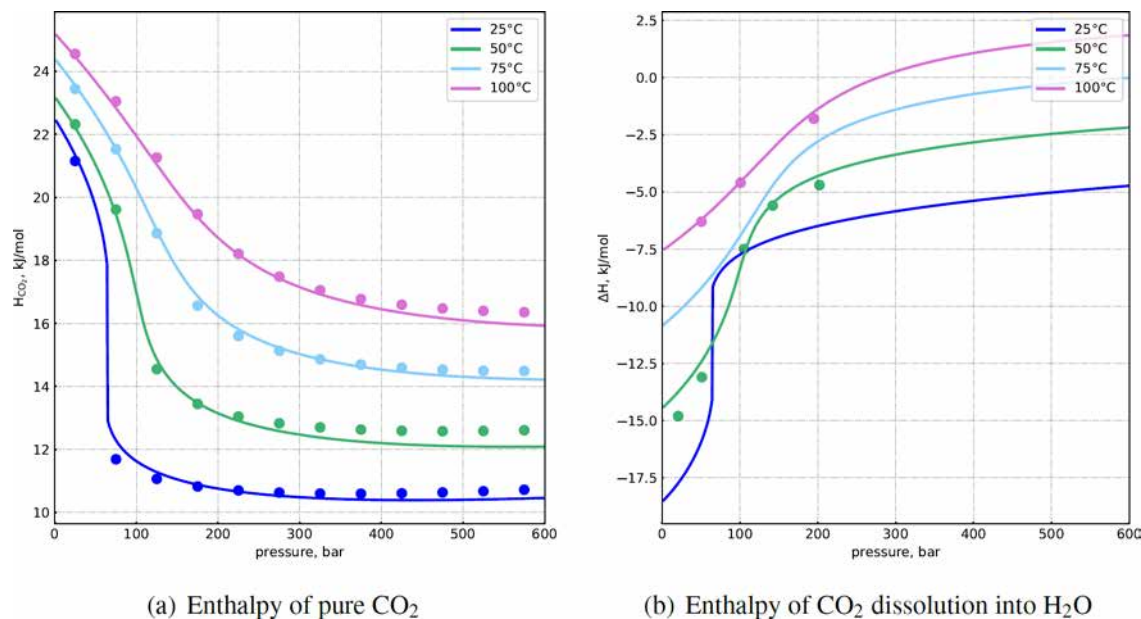 25°C
50°C
75°C
100°C
24
22
20
18
16
14
12
10
H_CO₂, kJ/mol
0
100
200
300
400
500
600
pressure, bar
(a) Enthalpy of pure CO₂
25°C
50°C
75°C
100°C
2.5
0.0
−2.5
−5.0
−7.5
−10.0
−12.5
−15.0
−17.5
ΔH, kJ/mol
0
100
200
300
400
500
600
pressure, bar
(b) Enthalpy of CO₂ dissolution into H₂O